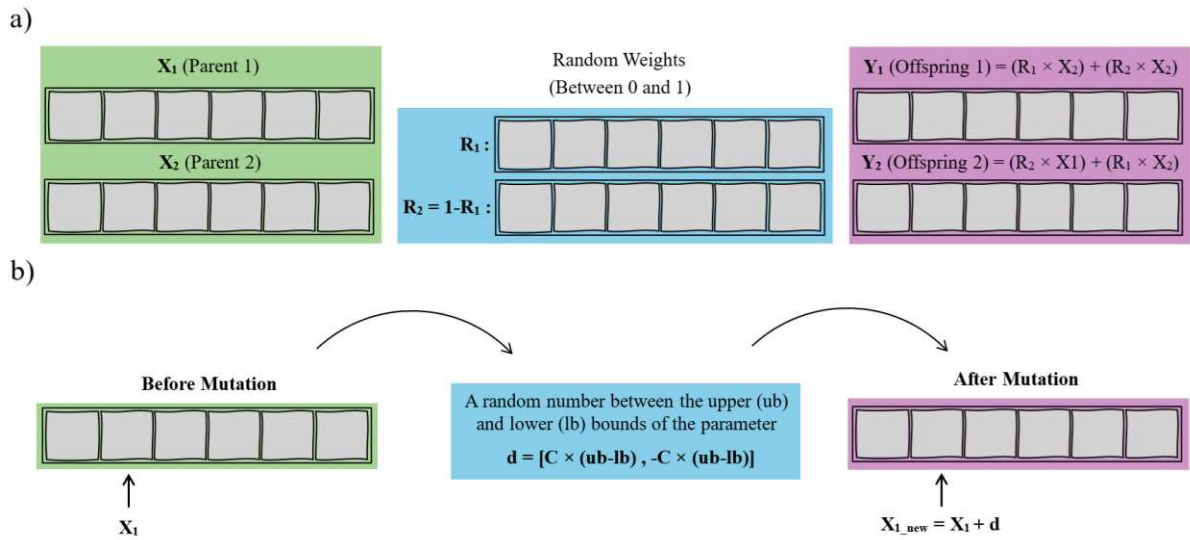 a)
X₁ (Parent 1)
X₂ (Parent 2)
Random Weights
(Between 0 and 1)
R₁ :
R₂ = 1-R₁ :
Y₁ (Offspring 1) = (R₁ × X₂) + (R₂ × X₂)
Y₂ (Offspring 2) = (R₂ × X1) + (R₁ × X₂)
b)
Before Mutation
X₁
A random number between the upper (ub)
and lower (lb) bounds of the parameter
d = [C × (ub-lb) , -C × (ub-lb)]
After Mutation
X₁_new = X₁ + d